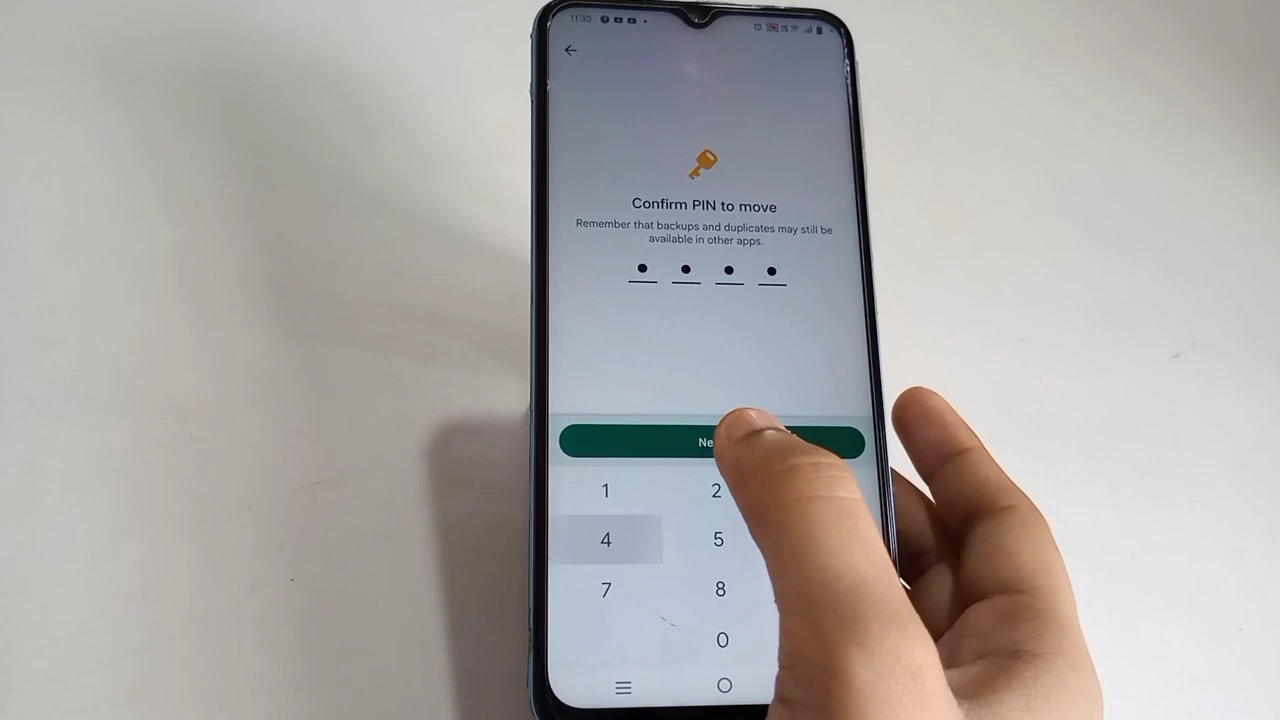 11:30
Confirm PIN to move
Remember that backups and duplicates may still be
available in other apps.
1 2
4 5
7 8
0